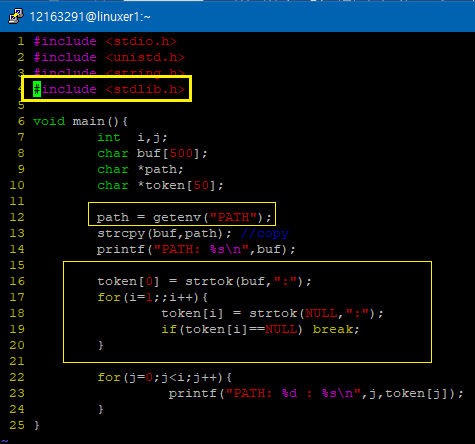 12163291@linuxer1:~
1 #include <stdio.h>
2 #include <unistd.h>
3 #include <string.h>
4 #include <stdlib.h>
5
6 void main(){
7 int i,j;
8 char buf[500];
9 char *path;
10 char *token[50];
11
12 path = getenv("PATH");
13 strcpy(buf,path); //copy
14 printf("PATH: %s\n",buf);
15
16 token[0] = strtok(buf,":");
17 for(i=1;;i++){
18 token[i] = strtok(NULL,":");
19 if(token[i]==NULL) break;
20 }
21
22 for(j=0;j<i;j++){
23 printf("PATH: %d : %s\n",j,token[j]);
24 }
25 }
~